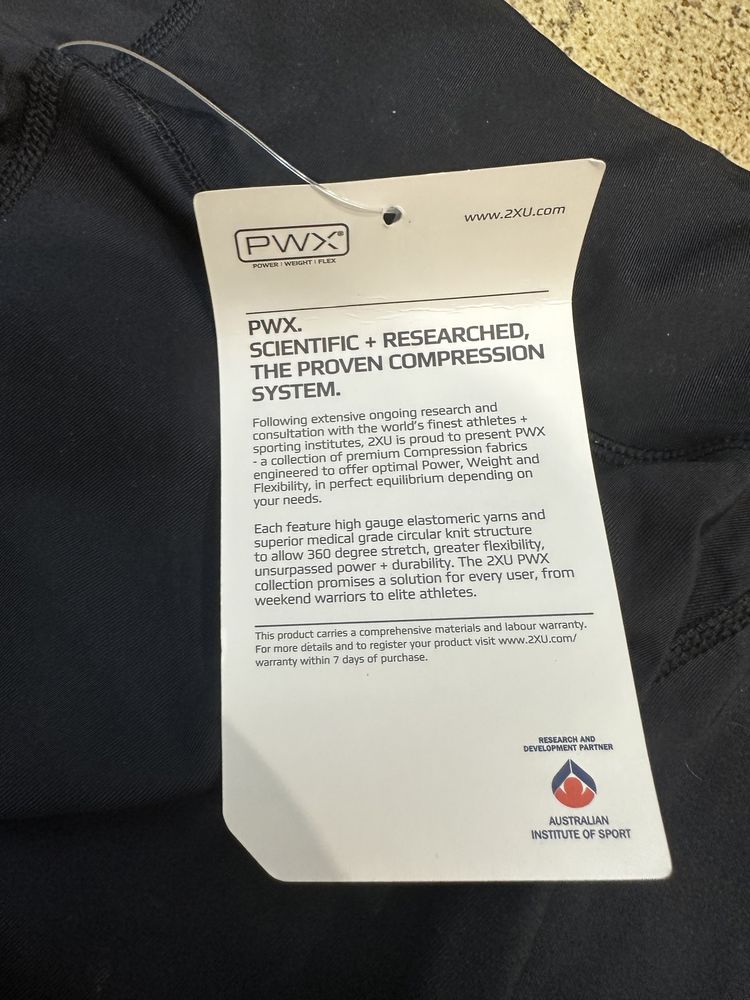 PWX®
POWER | WEIGHT | FLEX
www.2XU.com
PWX.
SCIENTIFIC + RESEARCHED,
THE PROVEN COMPRESSION
SYSTEM.
Following extensive ongoing research and
consultation with the world's finest athletes +
sporting institutes, 2XU is proud to present PWX
- a collection of premium Compression fabrics
engineered to offer optimal Power, Weight and
Flexibility, in perfect equilibrium depending on
your needs.
Each feature high gauge elastomeric yarns and
superior medical grade circular knit structure
to allow 360 degree stretch, greater flexibility,
unsurpassed power + durability. The 2XU PWX
collection promises a solution for every user, from
weekend warriors to elite athletes.
This product carries a comprehensive materials and labour warranty.
For more details and to register your product visit www.2XU.com/
warranty within 7 days of purchase.
RESEARCH AND
DEVELOPMENT PARTNER
AUSTRALIAN
INSTITUTE OF SPORT